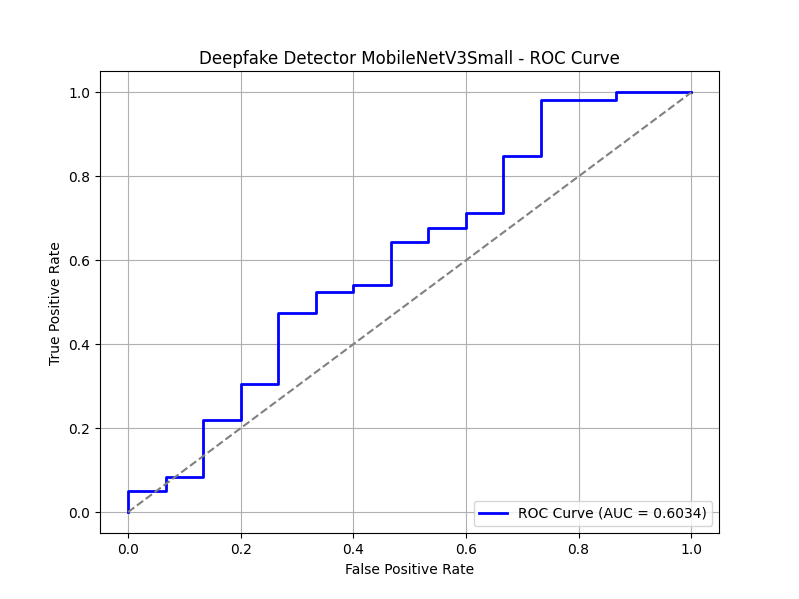 Deepfake Detector MobileNetV3Small - ROC Curve
True Positive Rate
1.0
0.8
0.6
0.4
0.2
0.0
ROC Curve (AUC = 0.6034)
0.0 0.2 0.4 0.6 0.8 1.0
False Positive Rate